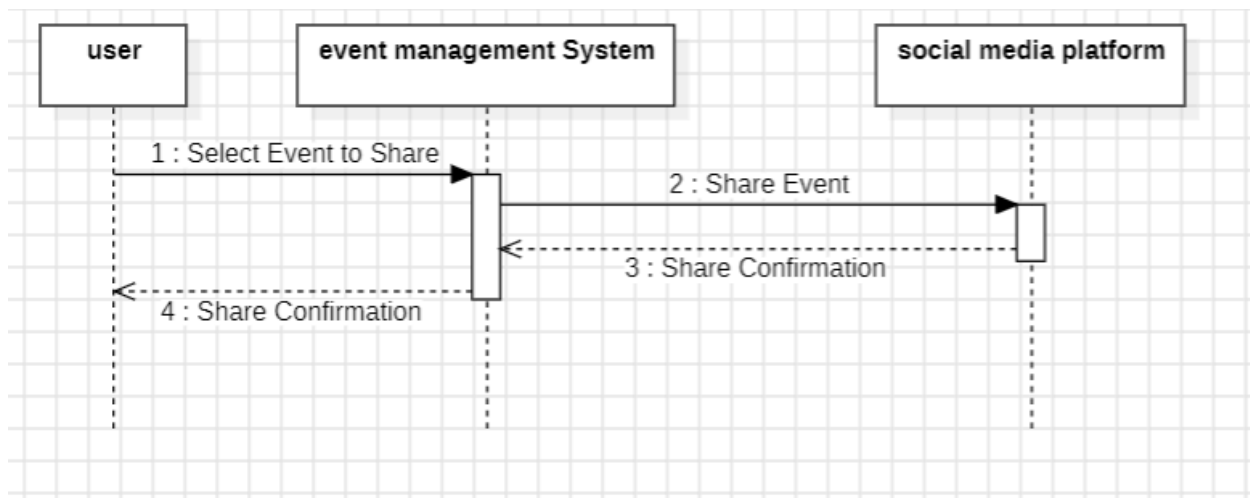 user
event management System
social media platform
1 : Select Event to Share
2 : Share Event
3 : Share Confirmation
4 : Share Confirmation